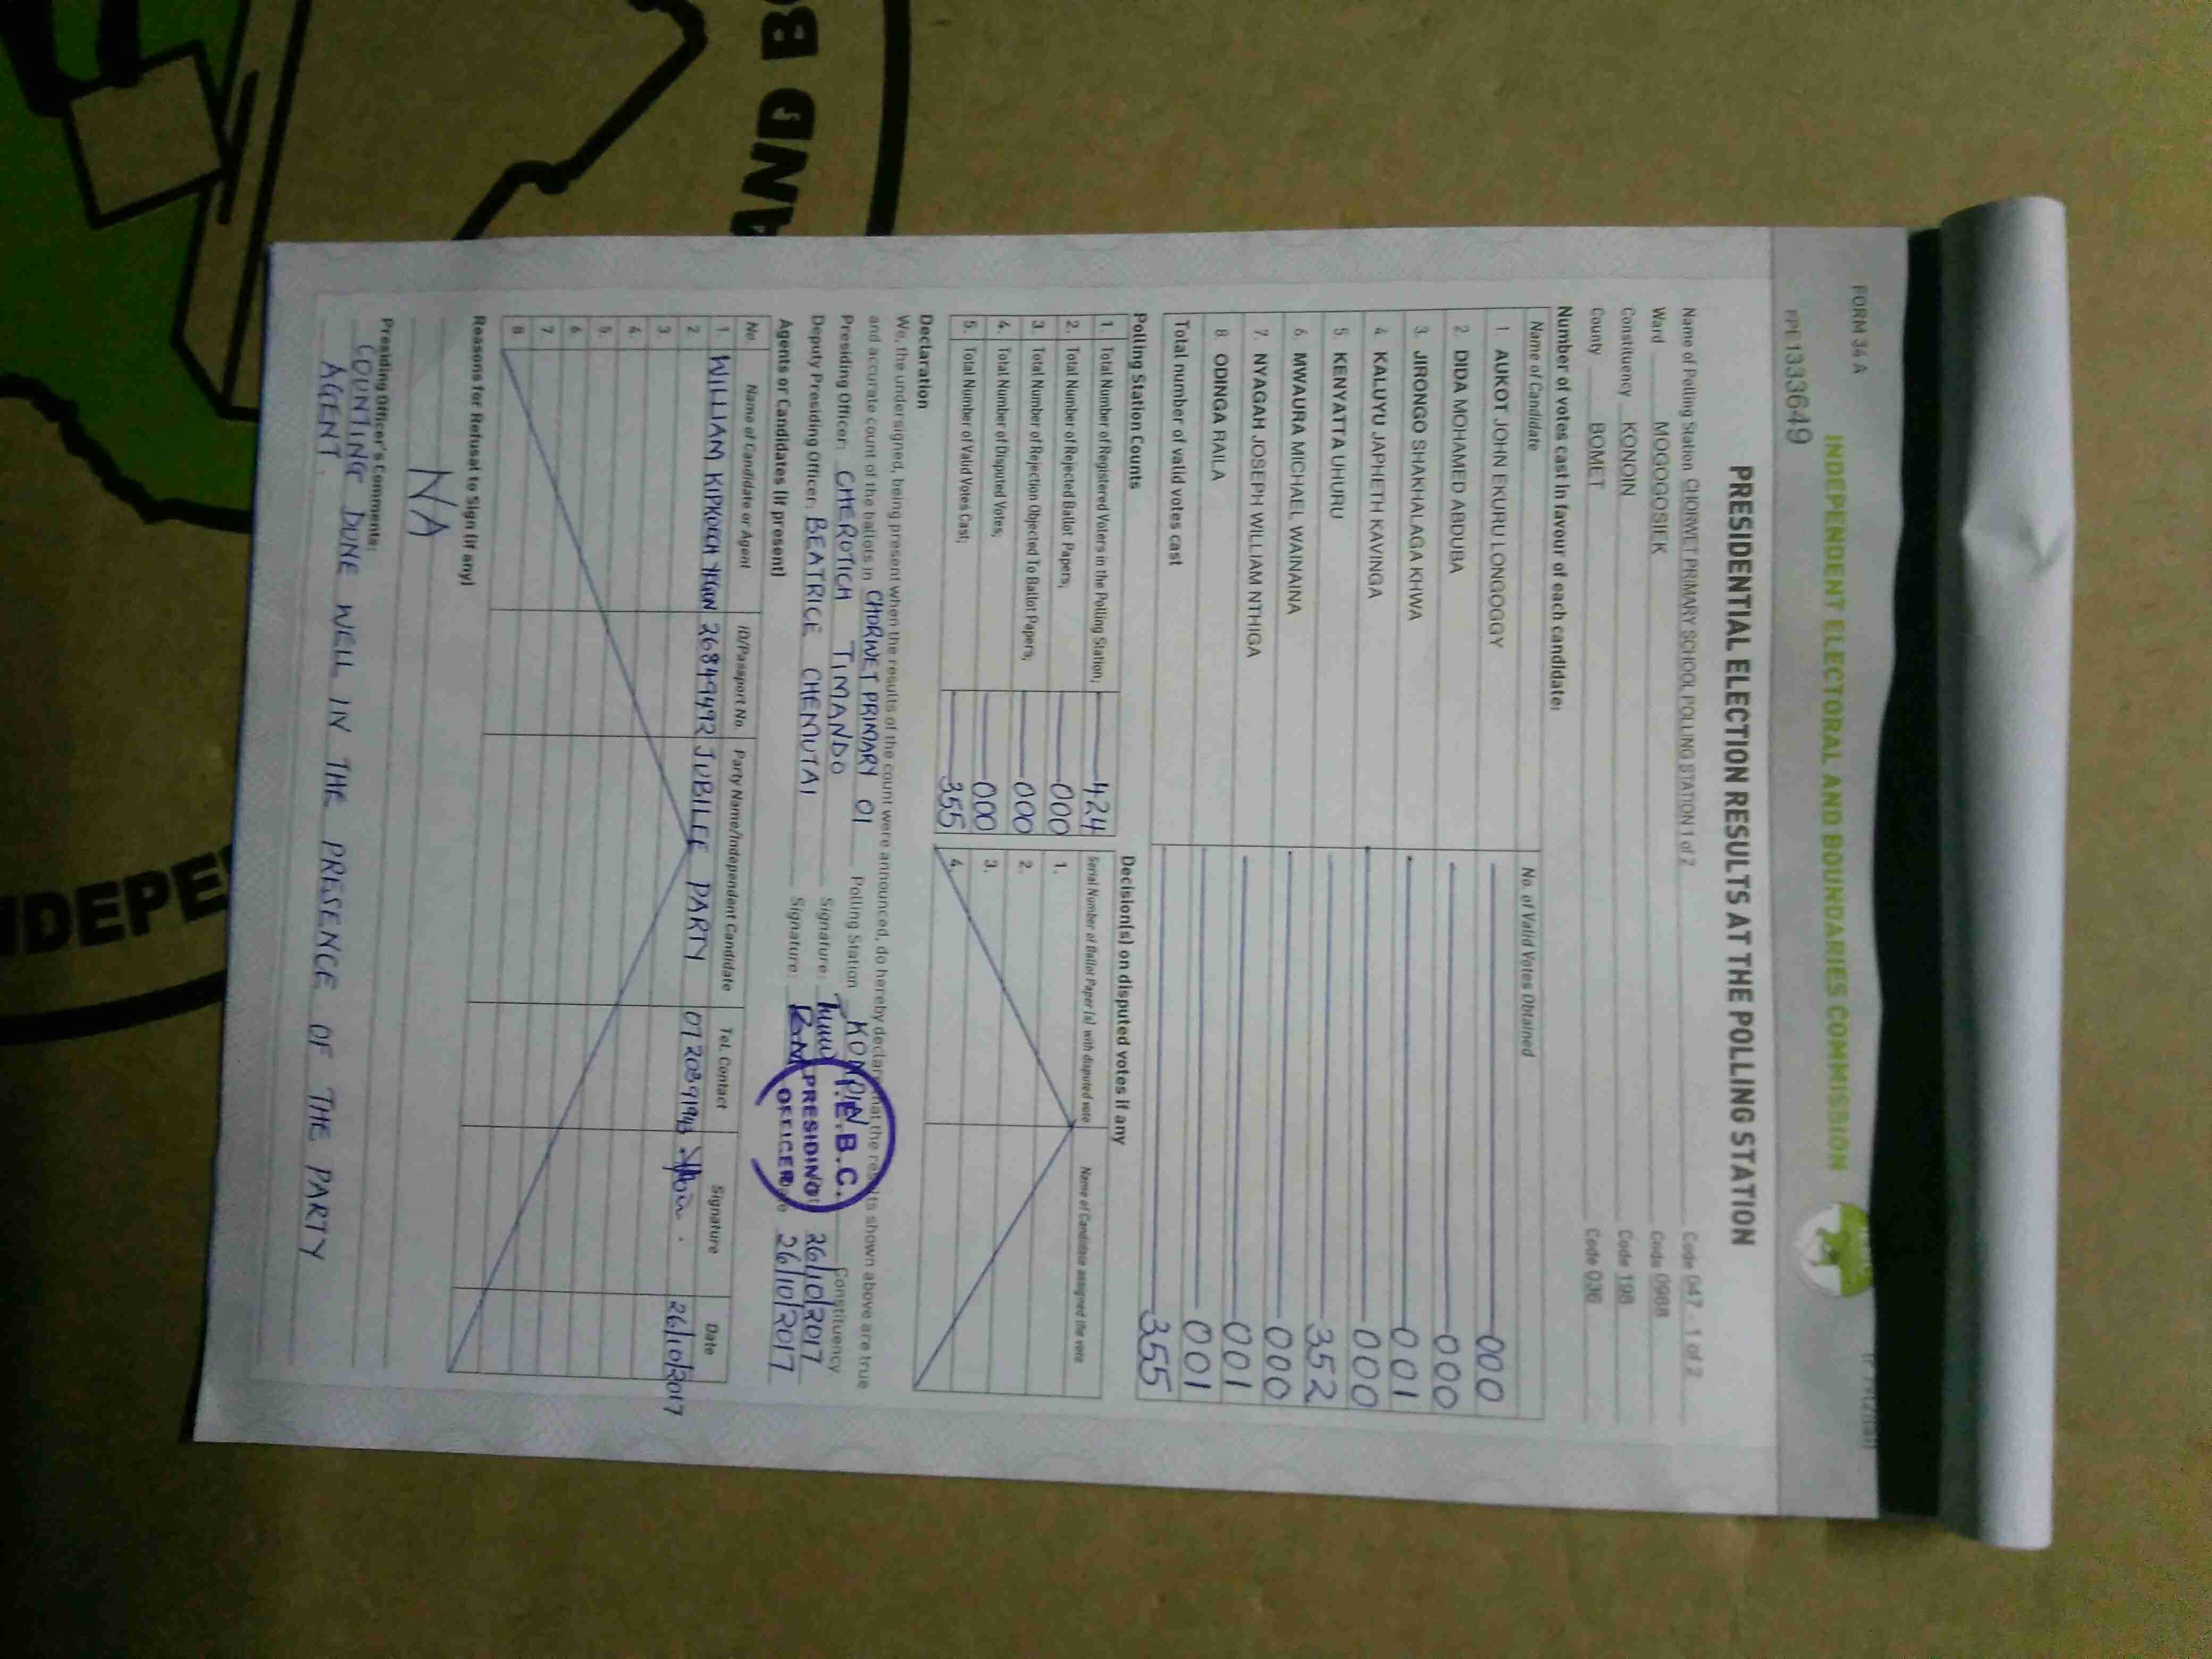 FORM 34 A
INDEPENDENT ELECTORAL AND BOUNDARIES COMMISSION
PRE 1333649
PRESIDENTIAL ELECTION RESULTS AT THE POLLING STATION
Name of Polling Station CHORWET PRIMARY SCHOOL POLLING STATION 1 of 2 Code 047 - 1 of 2
Ward MOGOGOSIEK Code 0988
Constituency KONOIN Code 198
County BOMET Code 036
Number of votes cast in favour of each candidate:
Name of Candidate No. of Valid Votes Obtained
1. AUKOT JOHN EKURU LONGOGGY 000
2. DIDA MOHAMED ABDUBA 000
3. JIRONGO SHAKHALAGA KHWA 001
4. KALUYU JAPHETH KAVINGA 000
5. KENYATTA UHURU 352
6. MWAURA MICHAEL WAINAINA 000
7. NYAGAH JOSEPH WILLIAM NTHIGA 001
8. ODINGA RAILA 001
Total number of valid votes cast 355
Polling Station Counts
1. Total Number of Registered Voters in the Polling Station; 424
2. Total Number of Rejected Ballot Papers; 000
3. Total Number of Rejection Objected To Ballot Papers; 000
4. Total Number of Disputed Votes; 000
5. Total Number of Valid Votes Cast; 355
Decision(s) on disputed votes if any
Serial Number of Ballot Paper (s) with disputed vote Name of Candidate assigned the vote
1.
2.
3.
4.
Declaration
We, the undersigned, being present when the results of the count were announced, do hereby declare that the results shown above are true
and accurate count of the ballots in CHORWET PRIMARY 01 Polling Station KONOIN Constituency
Presiding Officer: CHEROTICH TIMANDO Signature: 26/10/2017
Deputy Presiding Officer: BEATRICE CHEMUTAI Signature: 26/10/2017
I.E.B.C.
PRESIDING
OFFICER
Agents or Candidates (if present)
No. Name of Candidate or Agent ID/Passport No. Party Name/Independent Candidate Tel. Contact Signature Date
1 WILLIAM KIPKOECH 26849492 JUBILEE PARTY 26/10/2017
2
3.
4.
5.
6
7.
8
Reasons for Refusal to Sign (if any)
N/A
Presiding Officer's Comments:
COUNTING DONE WELL IN THE PRESENCE OF THE PARTY
AGENT.
AND BO
NDEPE